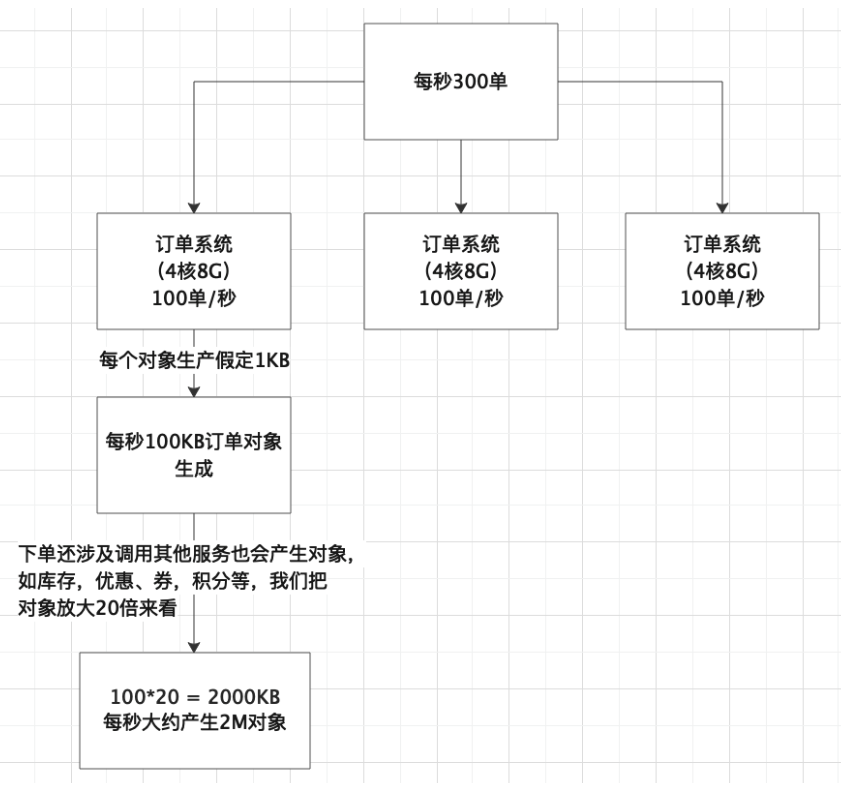 每秒300单
订单系统
（4核8G）
100单/秒
订单系统
（4核8G）
100单/秒
订单系统
（4核8G）
100单/秒
每个对象生产假定1KB
每秒100KB订单对象
生成
下单还涉及调用其他服务也会产生对象，
如库存，优惠、券，积分等，我们把
对象放大20倍来看
100*20 = 2000KB
每秒大约产生2M对象